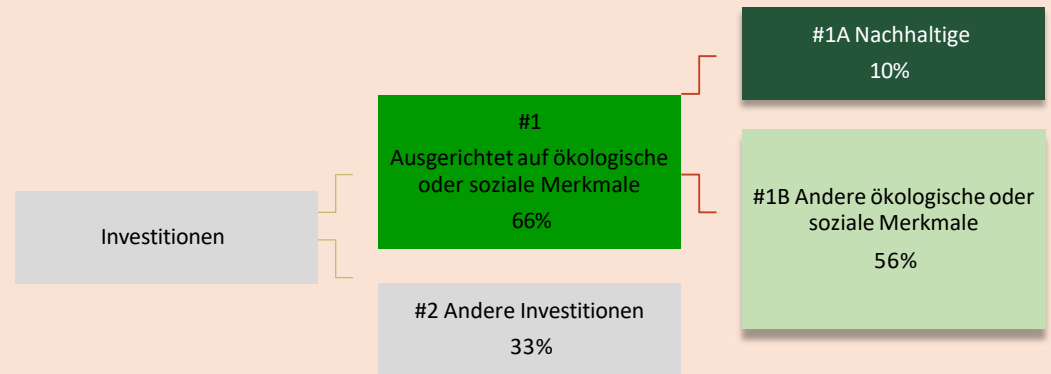 Investitionen
#1
Ausgerichtet auf ökologische
oder soziale Merkmale
66%
#2 Andere Investitionen
33%
#1A Nachhaltige
10%
#1B Andere ökologische oder
soziale Merkmale
56%